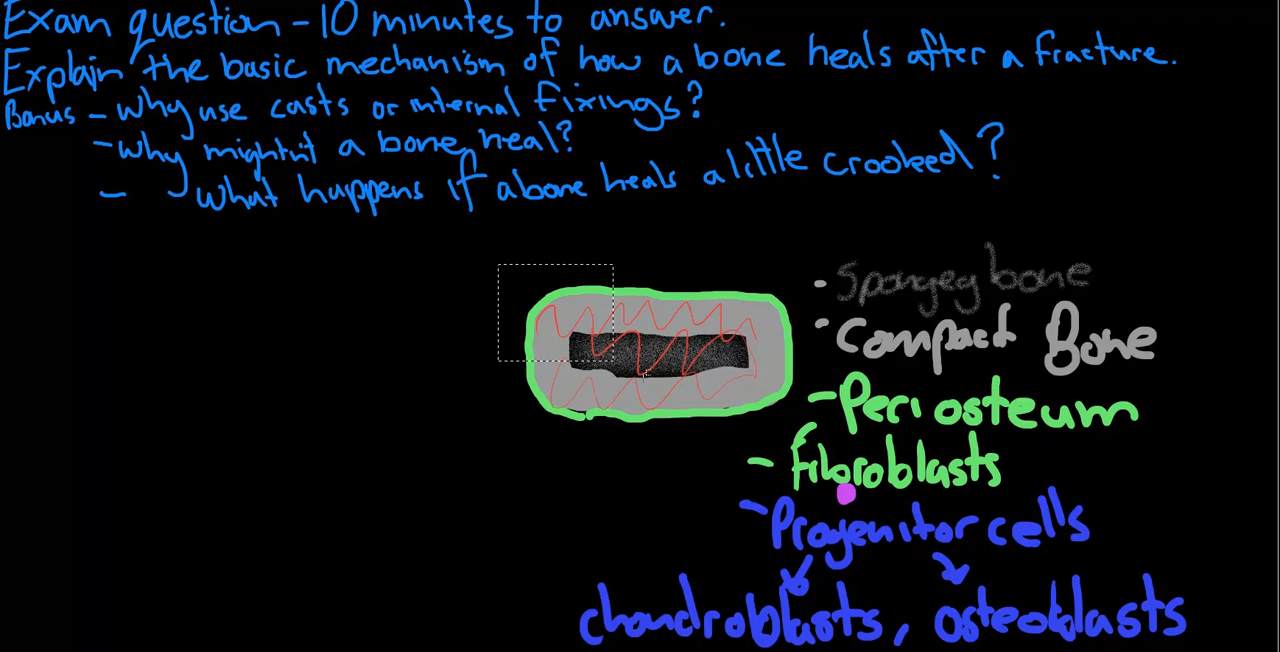 Exam question - 10 minutes to answer.
Explain the basic mechanism of how a bone heals after a fracture.
Bonus - Why use casts or internal fixings?
- why mightn't a bone heal?
- what happens if a bone heals a little crooked?
• Spongey bone
• Compact Bone
- Periosteum
- fibroblasts
- Progenitor cells
chondroblasts, osteoblasts